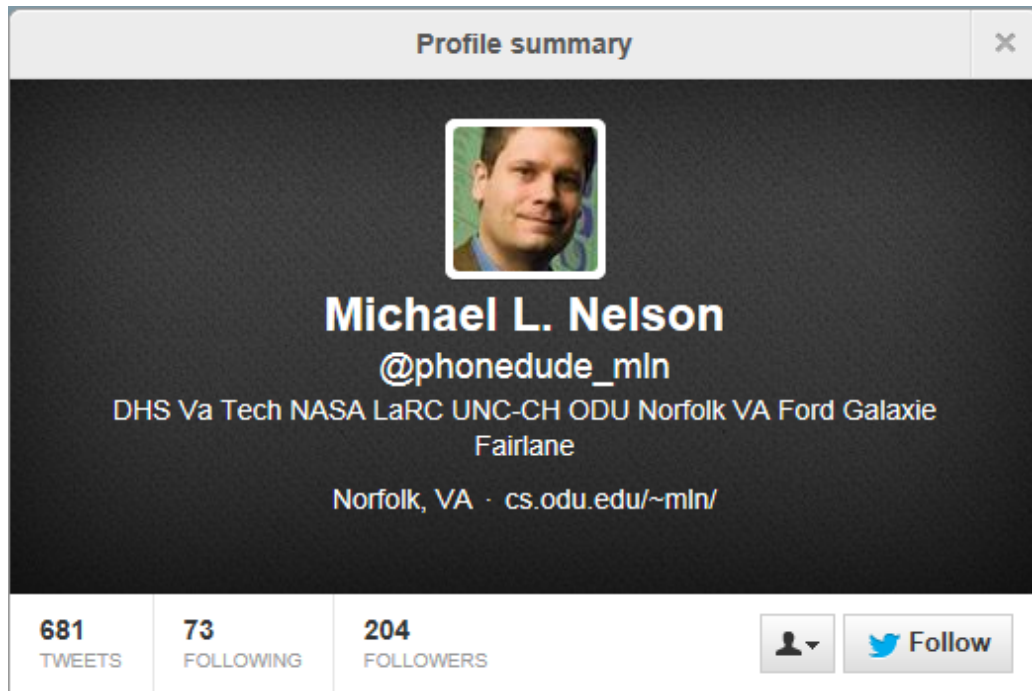 Profile summary
Michael L. Nelson
@phonedude_mln
DHS Va Tech NASA LaRC UNC-CH ODU Norfolk VA Ford Galaxie
Fairlane
Norfolk, VA · cs.odu.edu/~mln/
681 73 204
TWEETS FOLLOWING FOLLOWERS
Follow